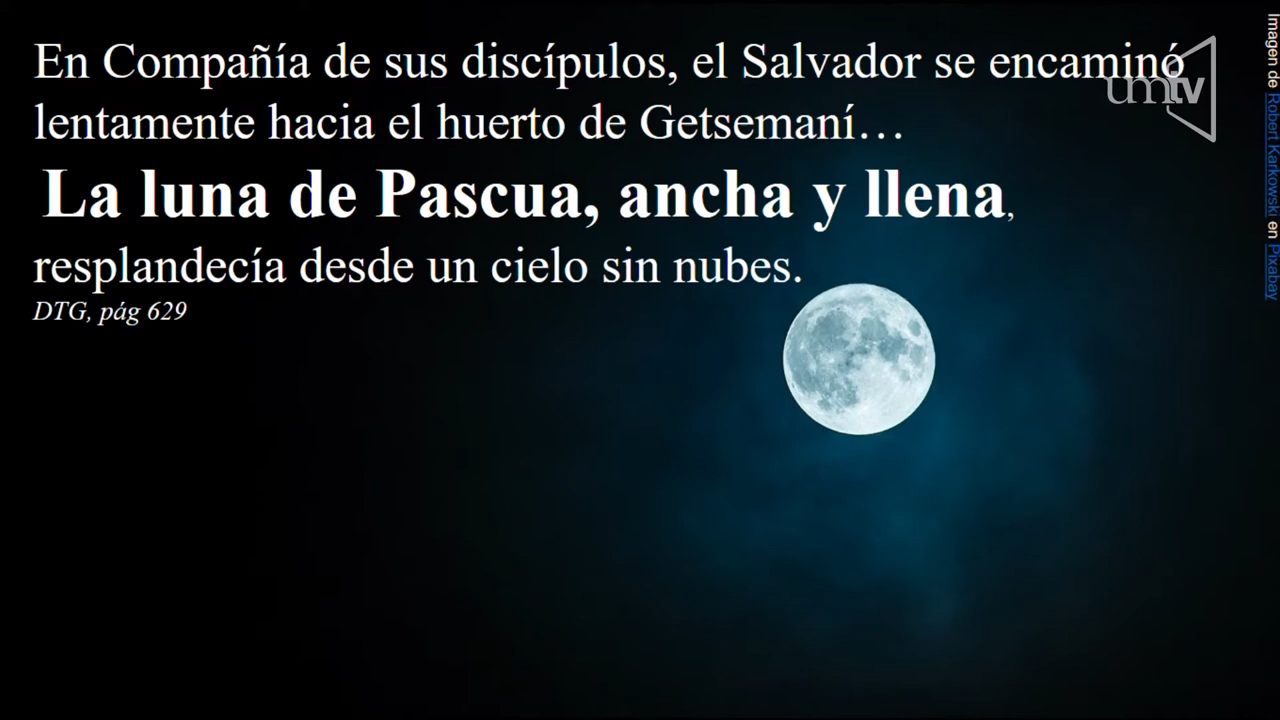 En Compañía de sus discípulos, el Salvador se encaminó
lentamente hacia el huerto de Getsemaní…
La luna de Pascua, ancha y llena,
resplandecía desde un cielo sin nubes.
DTG, pág 629
umtv
Imagen de Robert Karkowski en Pixabay